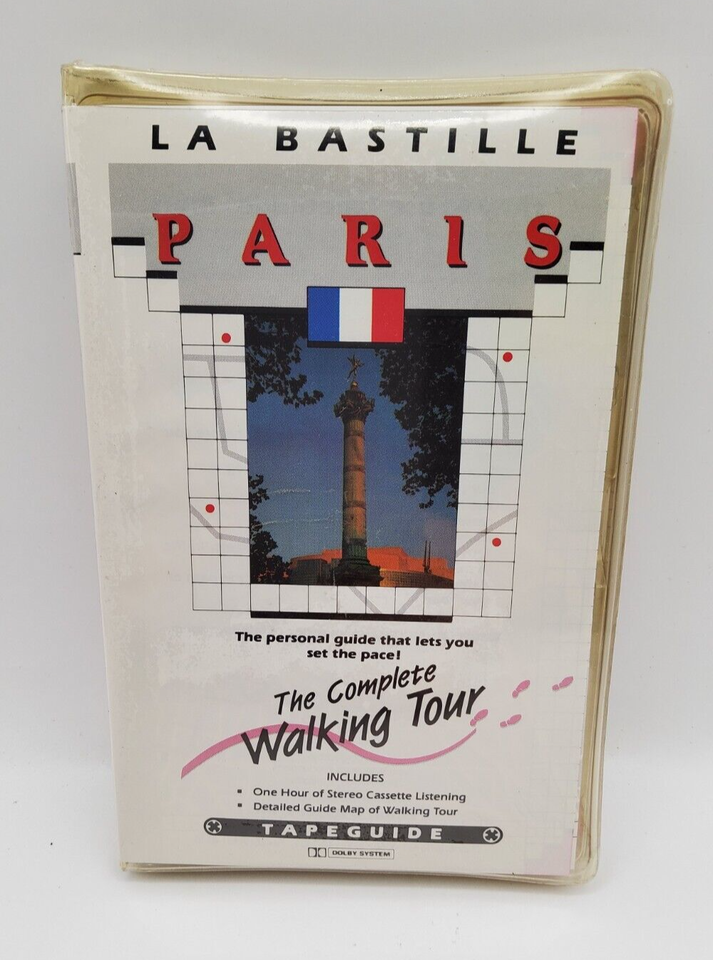 LA BASTILLE
PARIS
The personal guide that lets you
set the pace!
The Complete
Walking Tour
INCLUDES
▪ One Hour of Stereo Cassette Listening
▪ Detailed Guide Map of Walking Tour
TAPEGUIDE
DOLBY SYSTEM